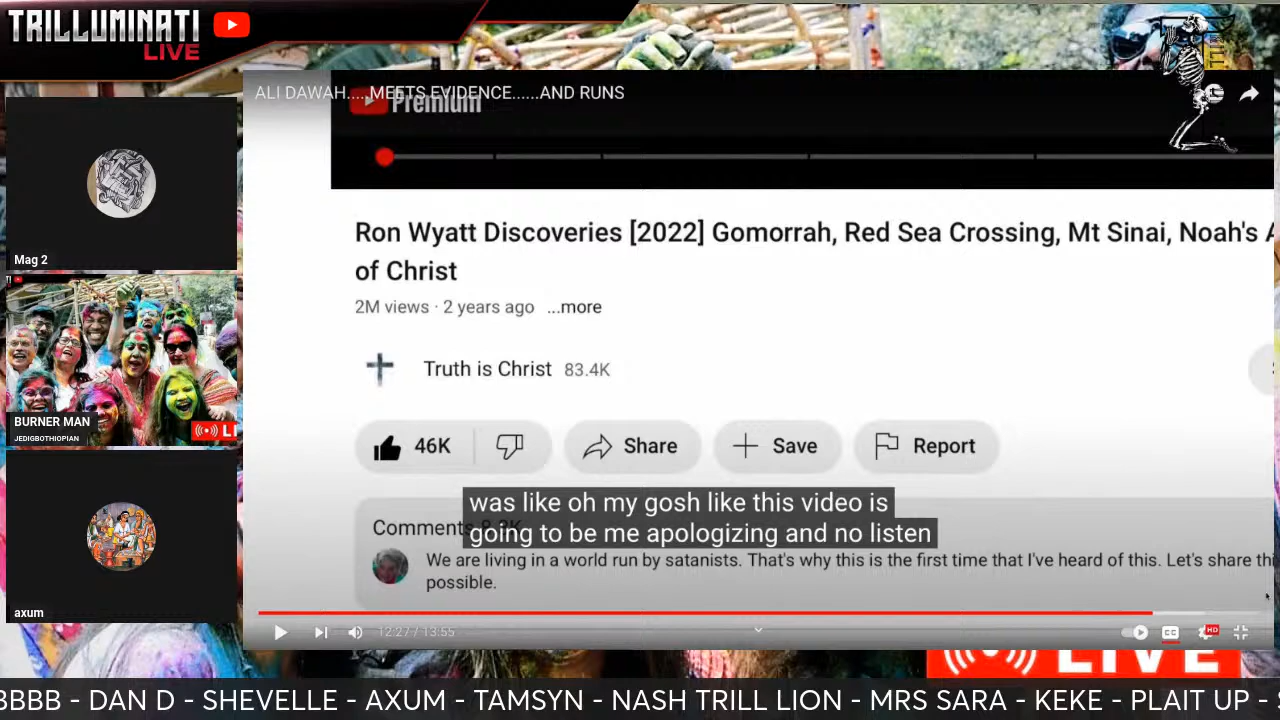 TRILLUMINATI
LIVE
ALI DAWAH.....MEETS EVIDENCE......AND RUNS
Premium
Mag 2
Ron Wyatt Discoveries [2022] Gomorrah, Red Sea Crossing, Mt Sinai, Noah's A
of Christ
2M views · 2 years ago ...more
Truth is Christ 83.4K
BURNER MAN
JEDIGBOTHIOPIAN
LI
46K
Share
Save
Report
was like oh my gosh like this video is
going to be me apologizing and no listen
Comments
We are living in a world run by satanists. That's why this is the first time that I've heard of this. Let's share thi
possible.
axum
12:27 / 13:55
CC
HD
LIVE
BBBB - DAN D - SHEVELLE - AXUM - TAMSYN - NASH TRILL LION - MRS SARA - KEKE - PLAIT UP -